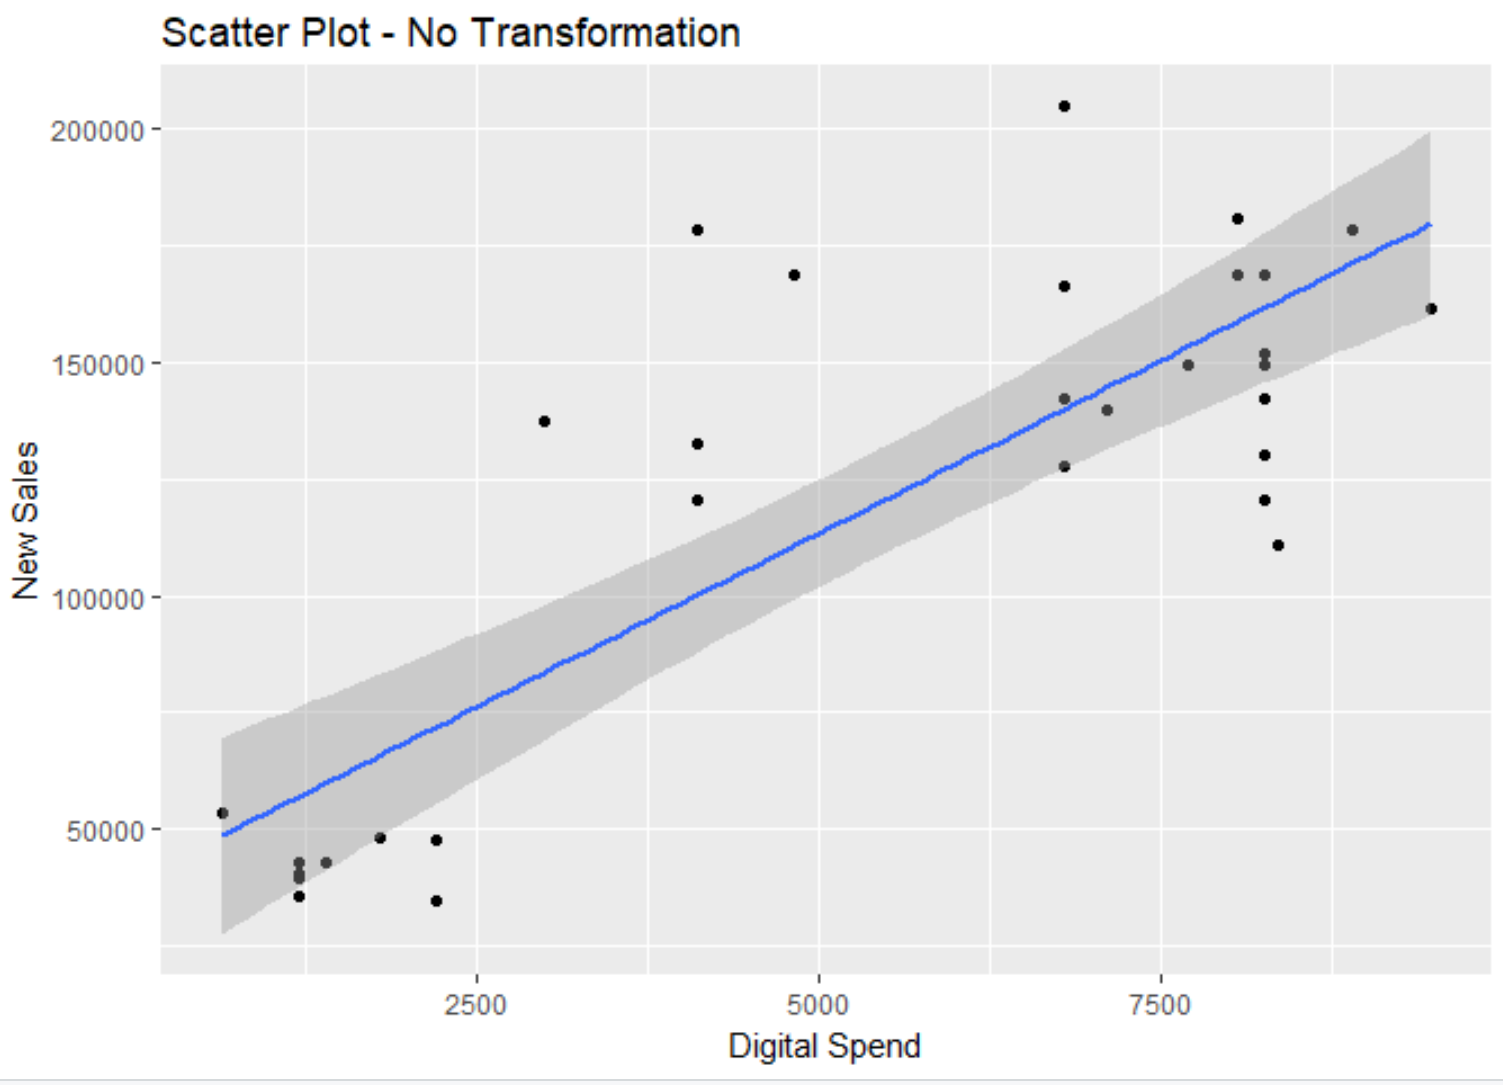 Scatter Plot - No Transformation
200000
150000
100000
50000
New Sales
2500 5000 7500
Digital Spend